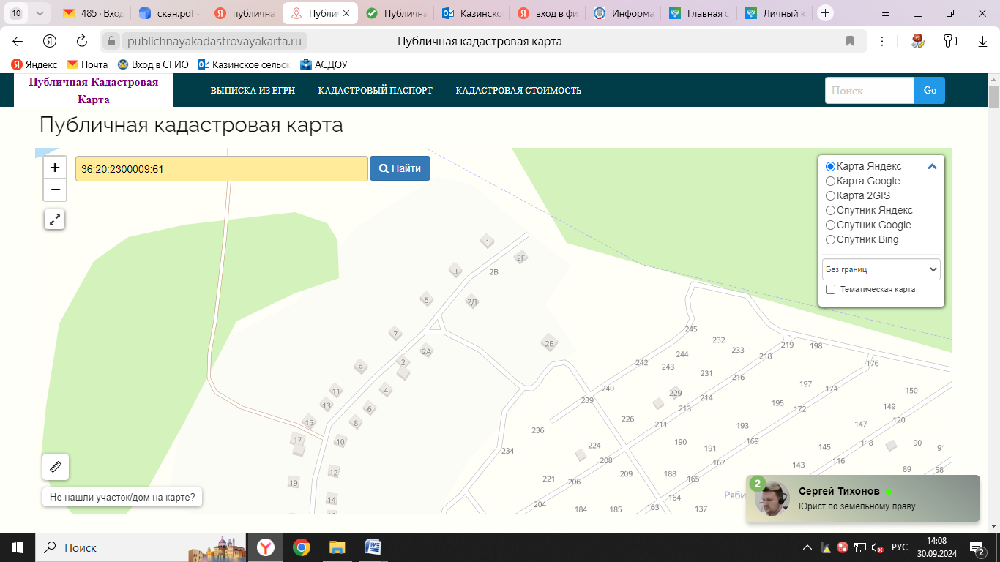 10
485 · Вход
скан.pdf -
публична
Публи
Публична
Казинско
вход в фи
Информа
Главная с
Личный к
publichnayakadastrovayakarta.ru
Публичная кадастровая карта
Яндекс
Почта
Вход в СГИО
Казинское сельск
АСДОУ
Публичная Кадастровая
Карта
ВЫПИСКА ИЗ ЕГРН
КАДАСТРОВЫЙ ПАСПОРТ
КАДАСТРОВАЯ СТОИМОСТЬ
Поиск...
Go
Публичная кадастровая карта
+
−
36:20:2300009:61
Найти
Карта Яндекс
Карта Google
Карта 2GIS
Спутник Яндекс
Спутник Google
Спутник Bing
Без границ
Тематическая карта
1
2Г
3
2В
5
2Д
7
2А
2Б
9
2
11
4
13
6
15
8
17
10
12
19
14
245
232
219
198
244
233
218
242
243
176
231
216
240
197
174
150
229
239
214
195
172
149
213
226
211
147
120
236
193
190
169
118
90
224
191
145
91
234
208
167
116
143
89
58
209
188
165
221
206
Ряби
204
164
184
185
163
137
Не нашли участок/дом на карте?
2
Сергей Тихонов
Юрист по земельному праву
Поиск
РУС
14:08
30.09.2024
2